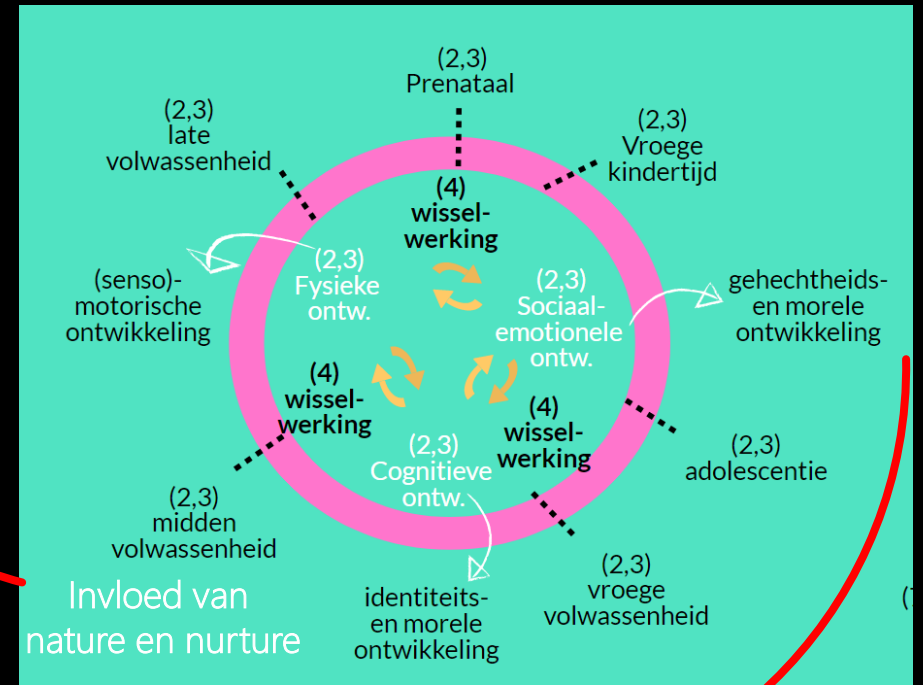 (2,3)
Prenataal
(2,3)
Vroege
kindertijd
(2,3)
late
volwassenheid
(4)
wissel-
werking
(2,3)
Fysieke
ontw.
(2,3)
Sociaal-
emotionele
ontw.
(senso)-
motorische
ontwikkeling
gehechtheids-
en morele
ontwikkeling
(4)
wissel-
werking
(4)
wissel-
werking
(2,3)
Cognitieve
ontw.
(2,3)
adolescentie
(2,3)
midden
volwassenheid
(2,3)
vroege
volwassenheid
identiteits-
en morele
ontwikkeling
Invloed van
nature en nurture